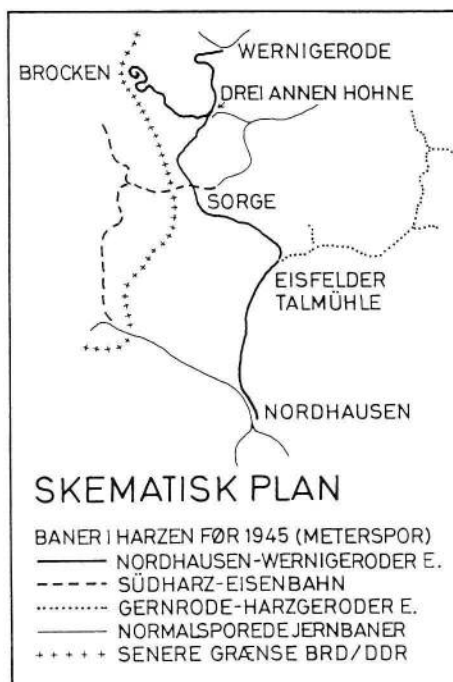 WERNIGERODE
BROCKEN
DREI ANNEN HOHNE
SORGE
EISFELDER
TALMÜHLE
NORDHAUSEN
SKEMATISK PLAN
BANER I HARZEN FØR 1945 (METERSPOR)
NORDHAUSEN-WERNIGERODER E.
SÜDHARZ-EISENBAHN
GERNRODE-HARZGERODER E.
NORMALSPOREDE JERNBANER
SENERE GRÆNSE BRD/DDR